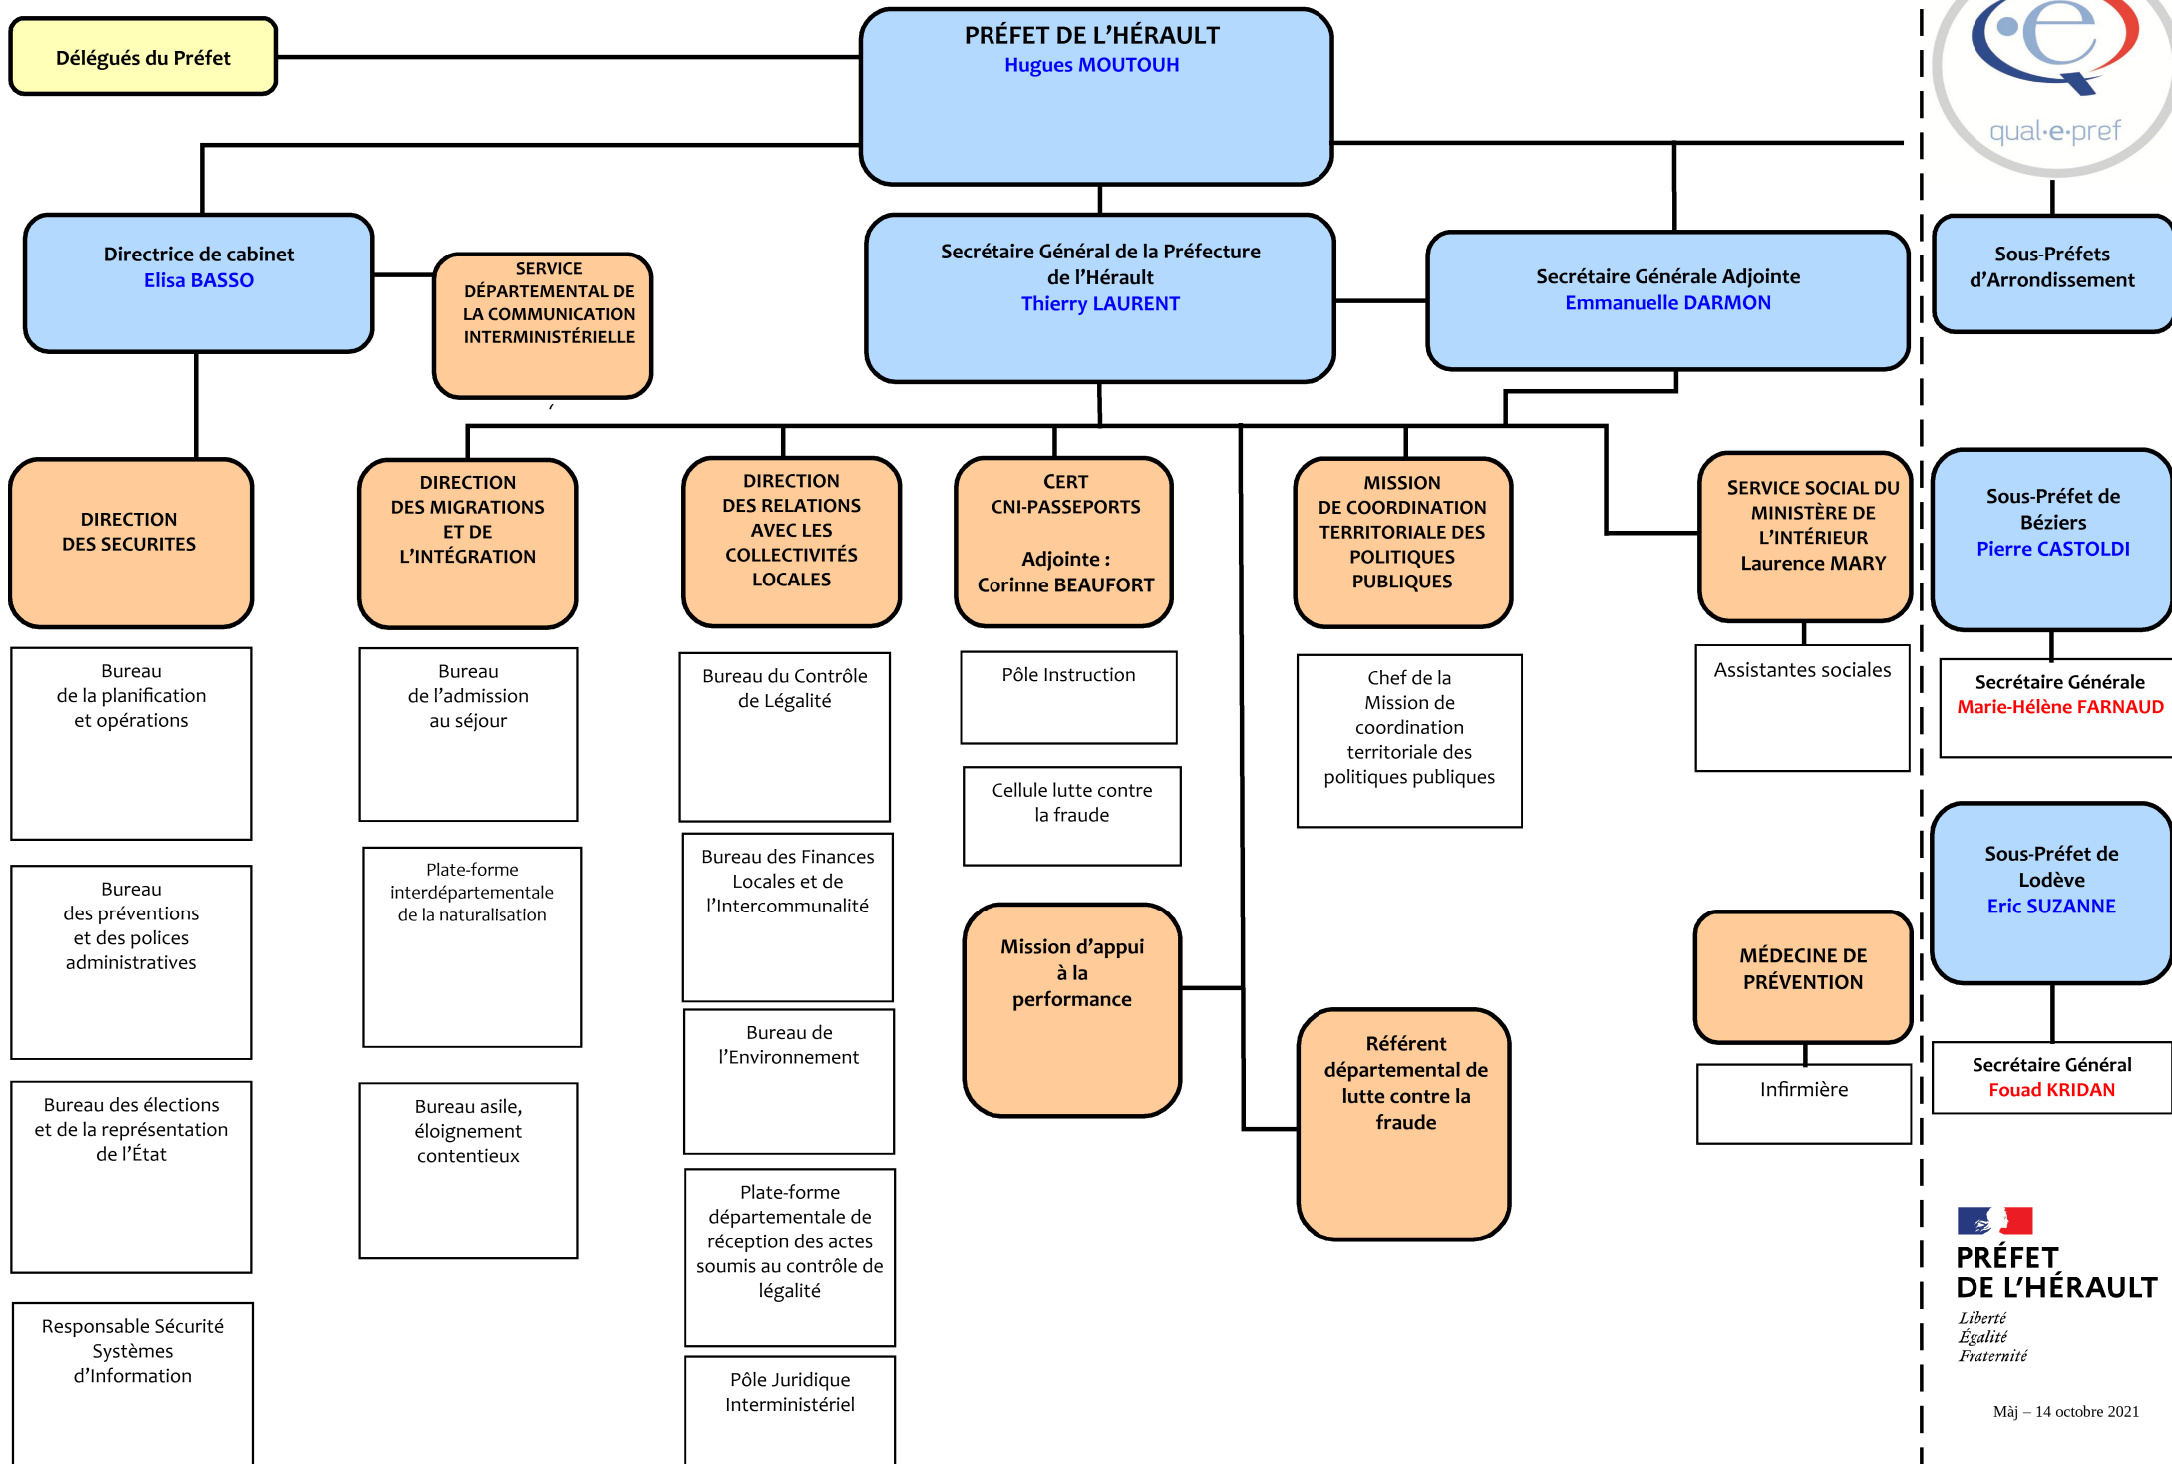 Délégués du Préfet
PRÉFET DE L'HÉRAULT
Hugues MOUTOUH
qual·e·pref
Directrice de cabinet
Elisa BASSO
SERVICE
DÉPARTEMENTAL DE
LA COMMUNICATION
INTERMINISTÉRIELLE
Secrétaire Général de la Préfecture
de l'Hérault
Thierry LAURENT
Secrétaire Générale Adjointe
Emmanuelle DARMON
Sous-Préfets
d'Arrondissement
DIRECTION
DES SECURITES
DIRECTION
DES MIGRATIONS
ET DE
L'INTÉGRATION
DIRECTION
DES RELATIONS
AVEC LES
COLLECTIVITÉS
LOCALES
CERT
CNI-PASSEPORTS
Adjointe :
Corinne BEAUFORT
MISSION
DE COORDINATION
TERRITORIALE DES
POLITIQUES
PUBLIQUES
SERVICE SOCIAL DU
MINISTÈRE DE
L'INTÉRIEUR
Laurence MARY
Sous-Préfet de
Béziers
Pierre CASTOLDI
Bureau
de la planification
et opérations
Bureau
de l'admission
au séjour
Bureau du Contrôle
de Légalité
Pôle Instruction
Chef de la
Mission de
coordination
territoriale des
politiques publiques
Assistantes sociales
Secrétaire Générale
Marie-Hélène FARNAUD
Cellule lutte contre
la fraude
Bureau
des préventions
et des polices
administratives
Plate-forme
interdépartementale
de la naturalisation
Bureau des Finances
Locales et de
l'Intercommunalité
Mission d'appui
à la
performance
MÉDECINE DE
PRÉVENTION
Sous-Préfet de
Lodève
Eric SUZANNE
Bureau des élections
et de la représentation
de l'État
Bureau asile,
éloignement
contentieux
Bureau de
l'Environnement
Référent
départemental de
lutte contre la
fraude
Infirmière
Secrétaire Général
Fouad KRIDAN
Plate-forme
départementale de
réception des actes
soumis au contrôle de
légalité
Responsable Sécurité
Systèmes
d'Information
Pôle Juridique
Interministériel
PRÉFET
DE L'HÉRAULT
Liberté
Égalité
Fraternité
Màj – 14 octobre 2021